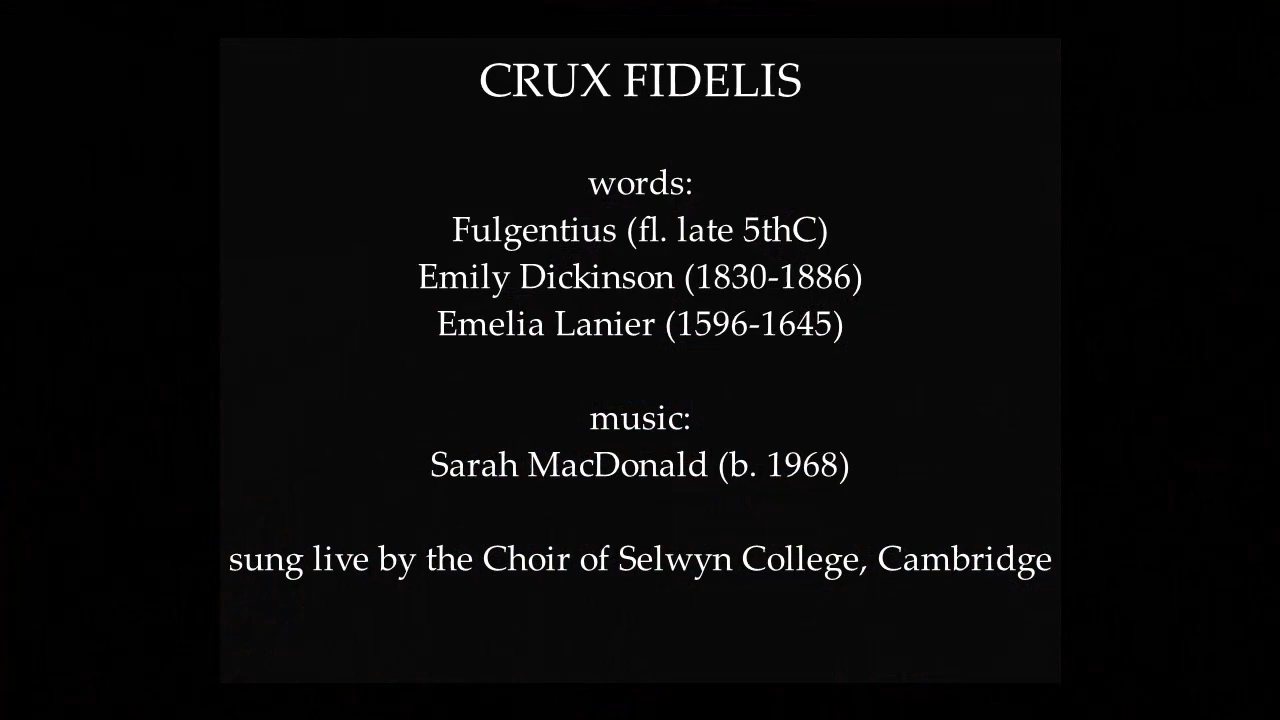 CRUX FIDELIS
words:
Fulgentius (fl. late 5thC)
Emily Dickinson (1830-1886)
Emelia Lanier (1596-1645)
music:
Sarah MacDonald (b. 1968)
sung live by the Choir of Selwyn College, Cambridge